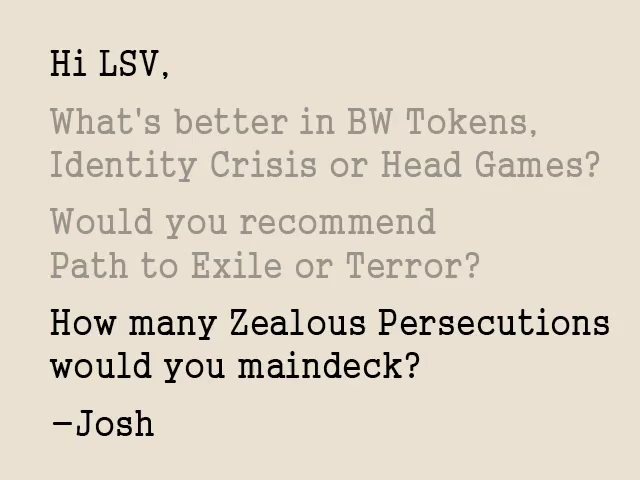 Hi LSV,
What's better in BW Tokens,
Identity Crisis or Head Games?
Would you recommend
Path to Exile or Terror?
How many Zealous Persecutions
would you maindeck?
—Josh